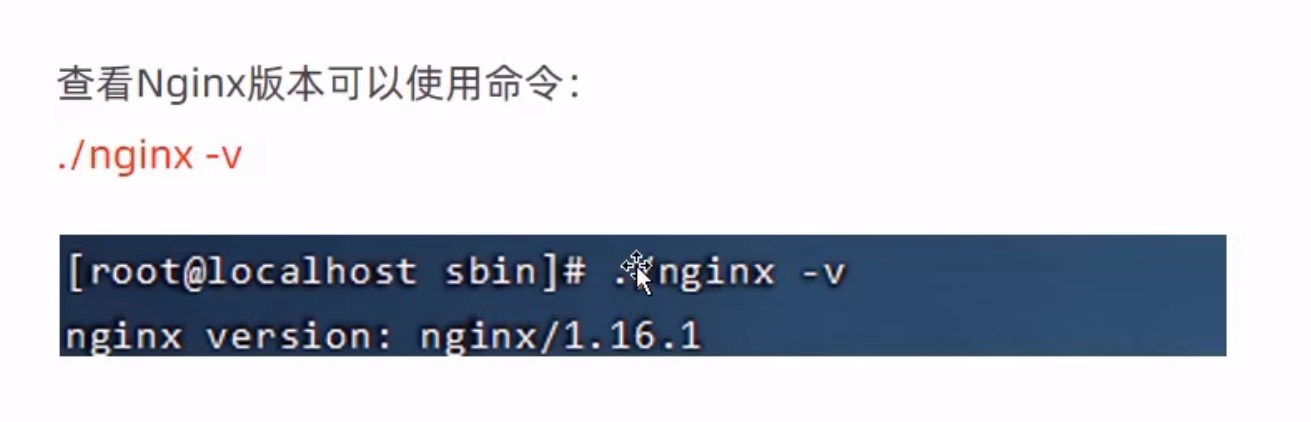 查看Nginx版本可以使用命令：
./nginx -v
[root@localhost sbin]# ./nginx -v
nginx version: nginx/1.16.1